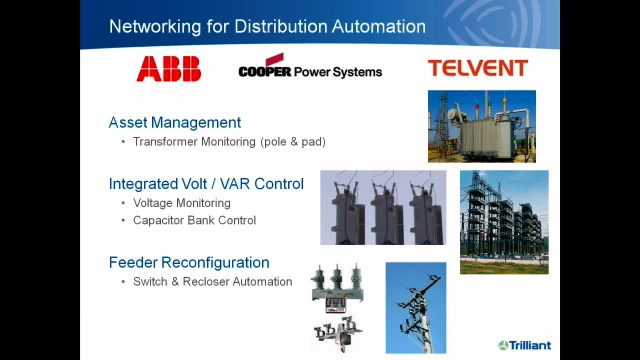 Networking for Distribution Automation
ABB
COOPER Power Systems
TELVENT
Asset Management
• Transformer Monitoring (pole & pad)
Integrated Volt / VAR Control
• Voltage Monitoring
• Capacitor Bank Control
Feeder Reconfiguration
• Switch & Recloser Automation
Trilliant